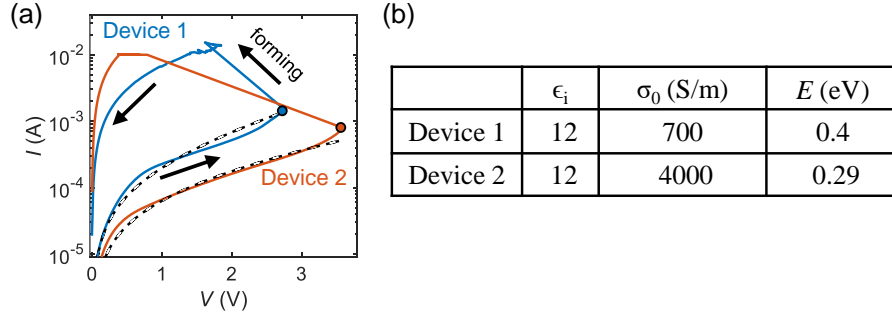 (a)
Device 1
forming
Device 2
10⁻²
10⁻³
10⁻⁴
10⁻⁵
I (A)
0 1 2 3
V (V)
(b)
ϵᵢ σ₀ (S/m) E (eV)
Device 1 12 700 0.4
Device 2 12 4000 0.29